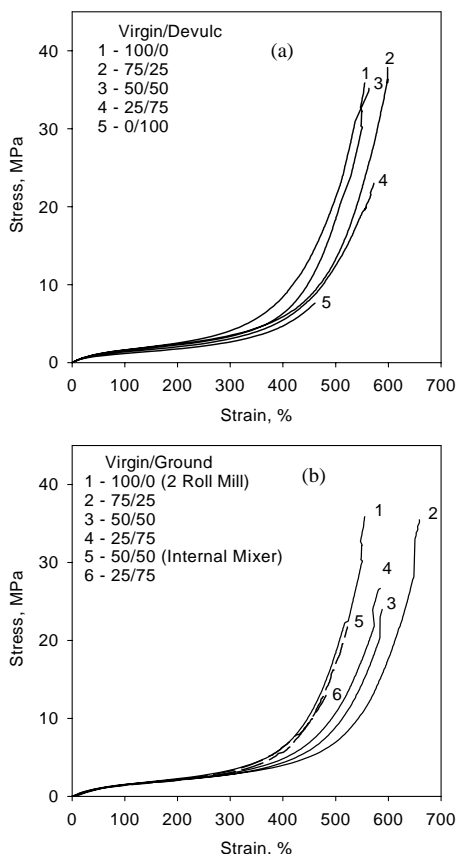 Virgin/Devulc
(a)
1 - 100/0
2 - 75/25
3 - 50/50
4 - 25/75
5 - 0/100
40
30
20
10
0
Stress, MPa
1
2
3
4
5
0 100 200 300 400 500 600 700
Strain, %
Virgin/Ground
(b)
1 - 100/0 (2 Roll Mill)
2 - 75/25
3 - 50/50
4 - 25/75
5 - 50/50 (Internal Mixer)
6 - 25/75
40
30
20
10
0
Stress, MPa
1
2
4
3
5
6
0 100 200 300 400 500 600 700
Strain, %